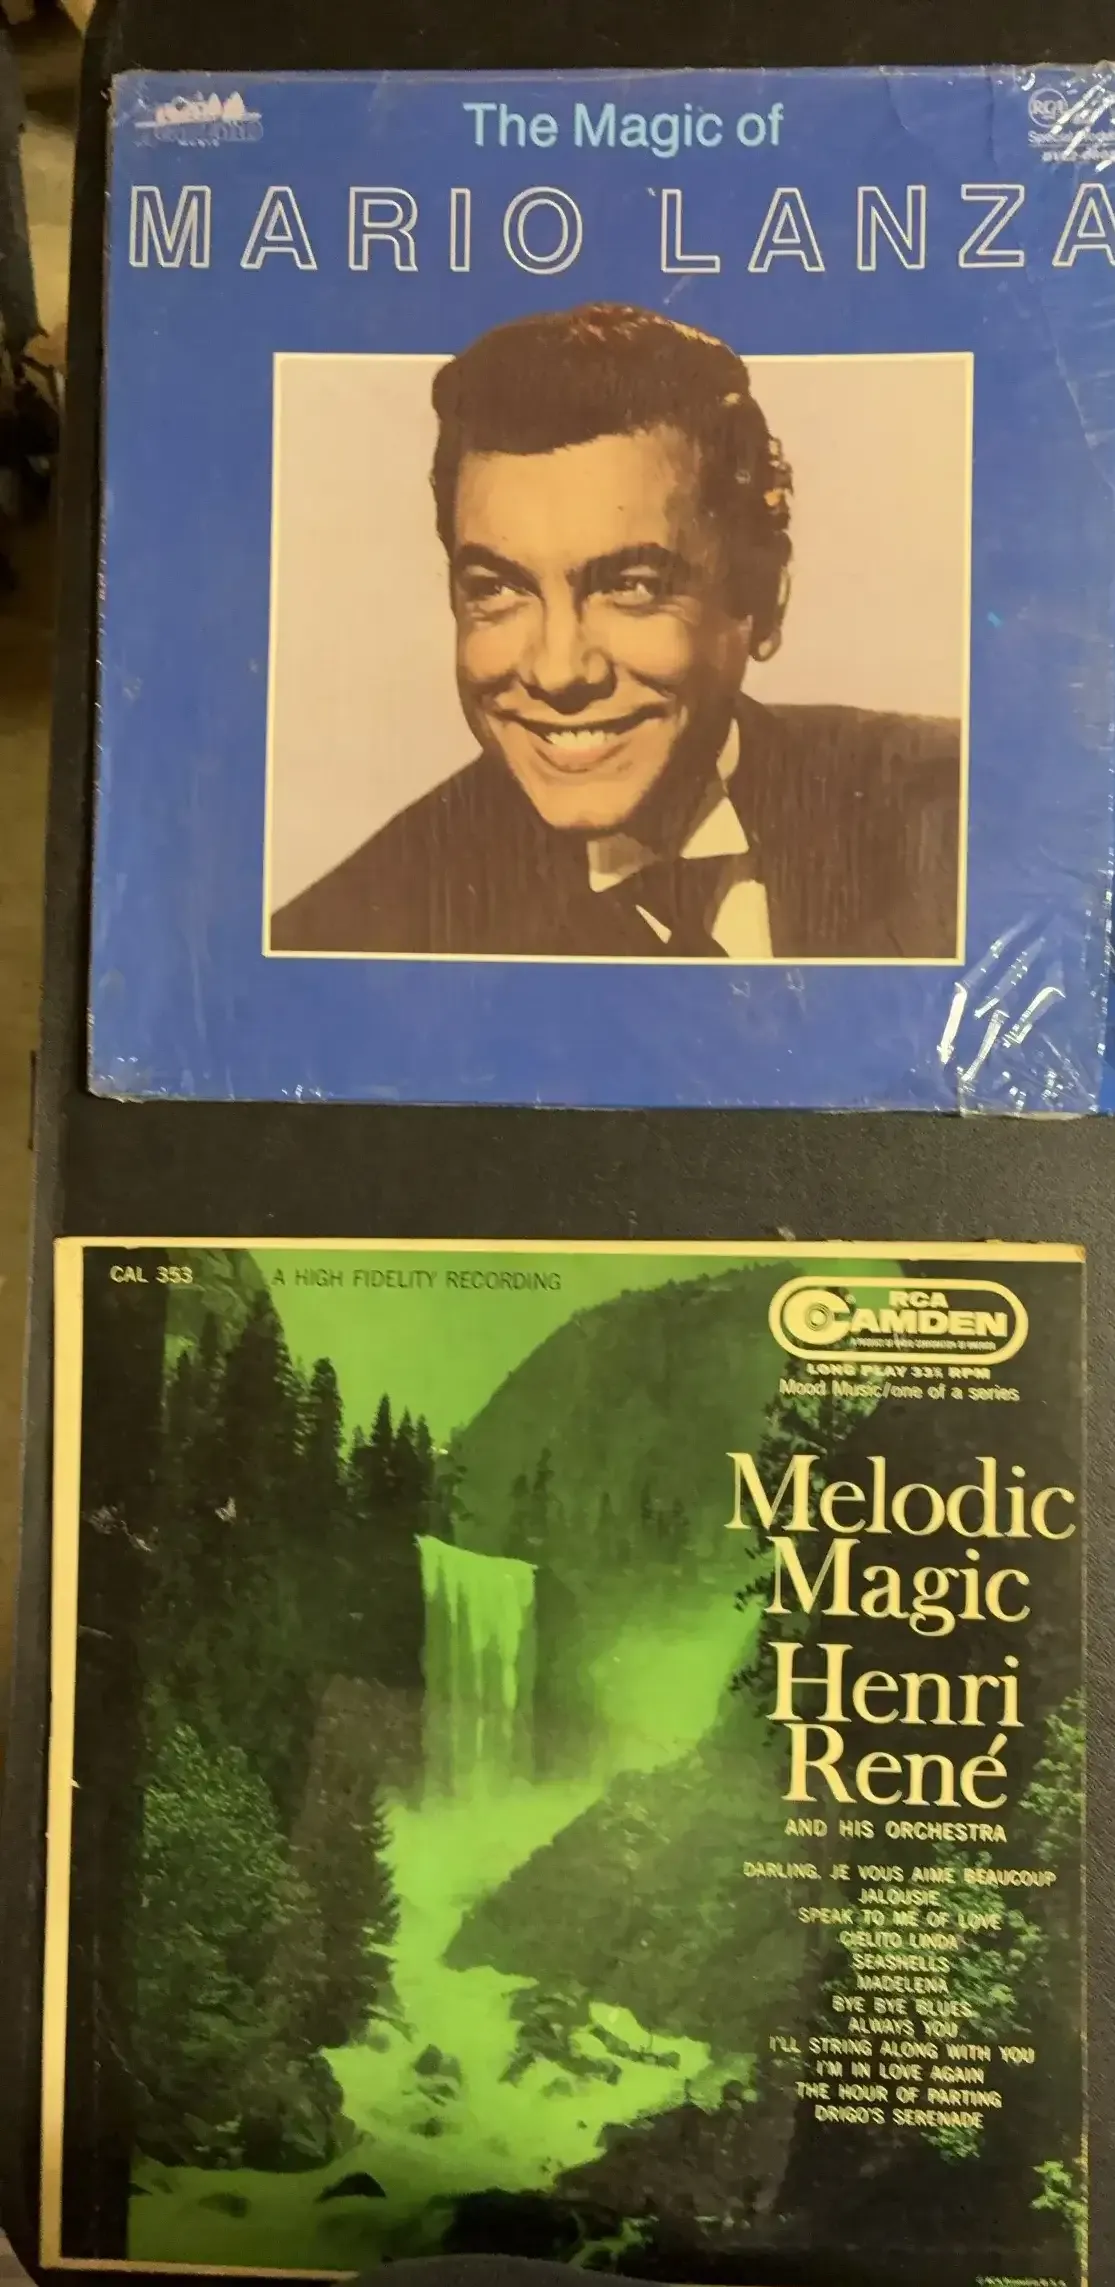 The Magic of
RCA
MARIO LANZA
CAL 353
A HIGH FIDELITY RECORDING
RCA
CAMDEN
LONG PLAY 33⅓ RPM
Mood Music/one of a series
Melodic
Magic
Henri
René
AND HIS ORCHESTRA
DARLING, JE VOUS AIME BEAUCOUP
JALOUSIE
SPEAK TO ME OF LOVE
CIELITO LINDA
SEASHELLS
MADELENA
BYE BYE BLUES
ALWAYS YOU
I'LL STRING ALONG WITH YOU
I'M IN LOVE AGAIN
THE HOUR OF PARTING
DRIGO'S SERENADE